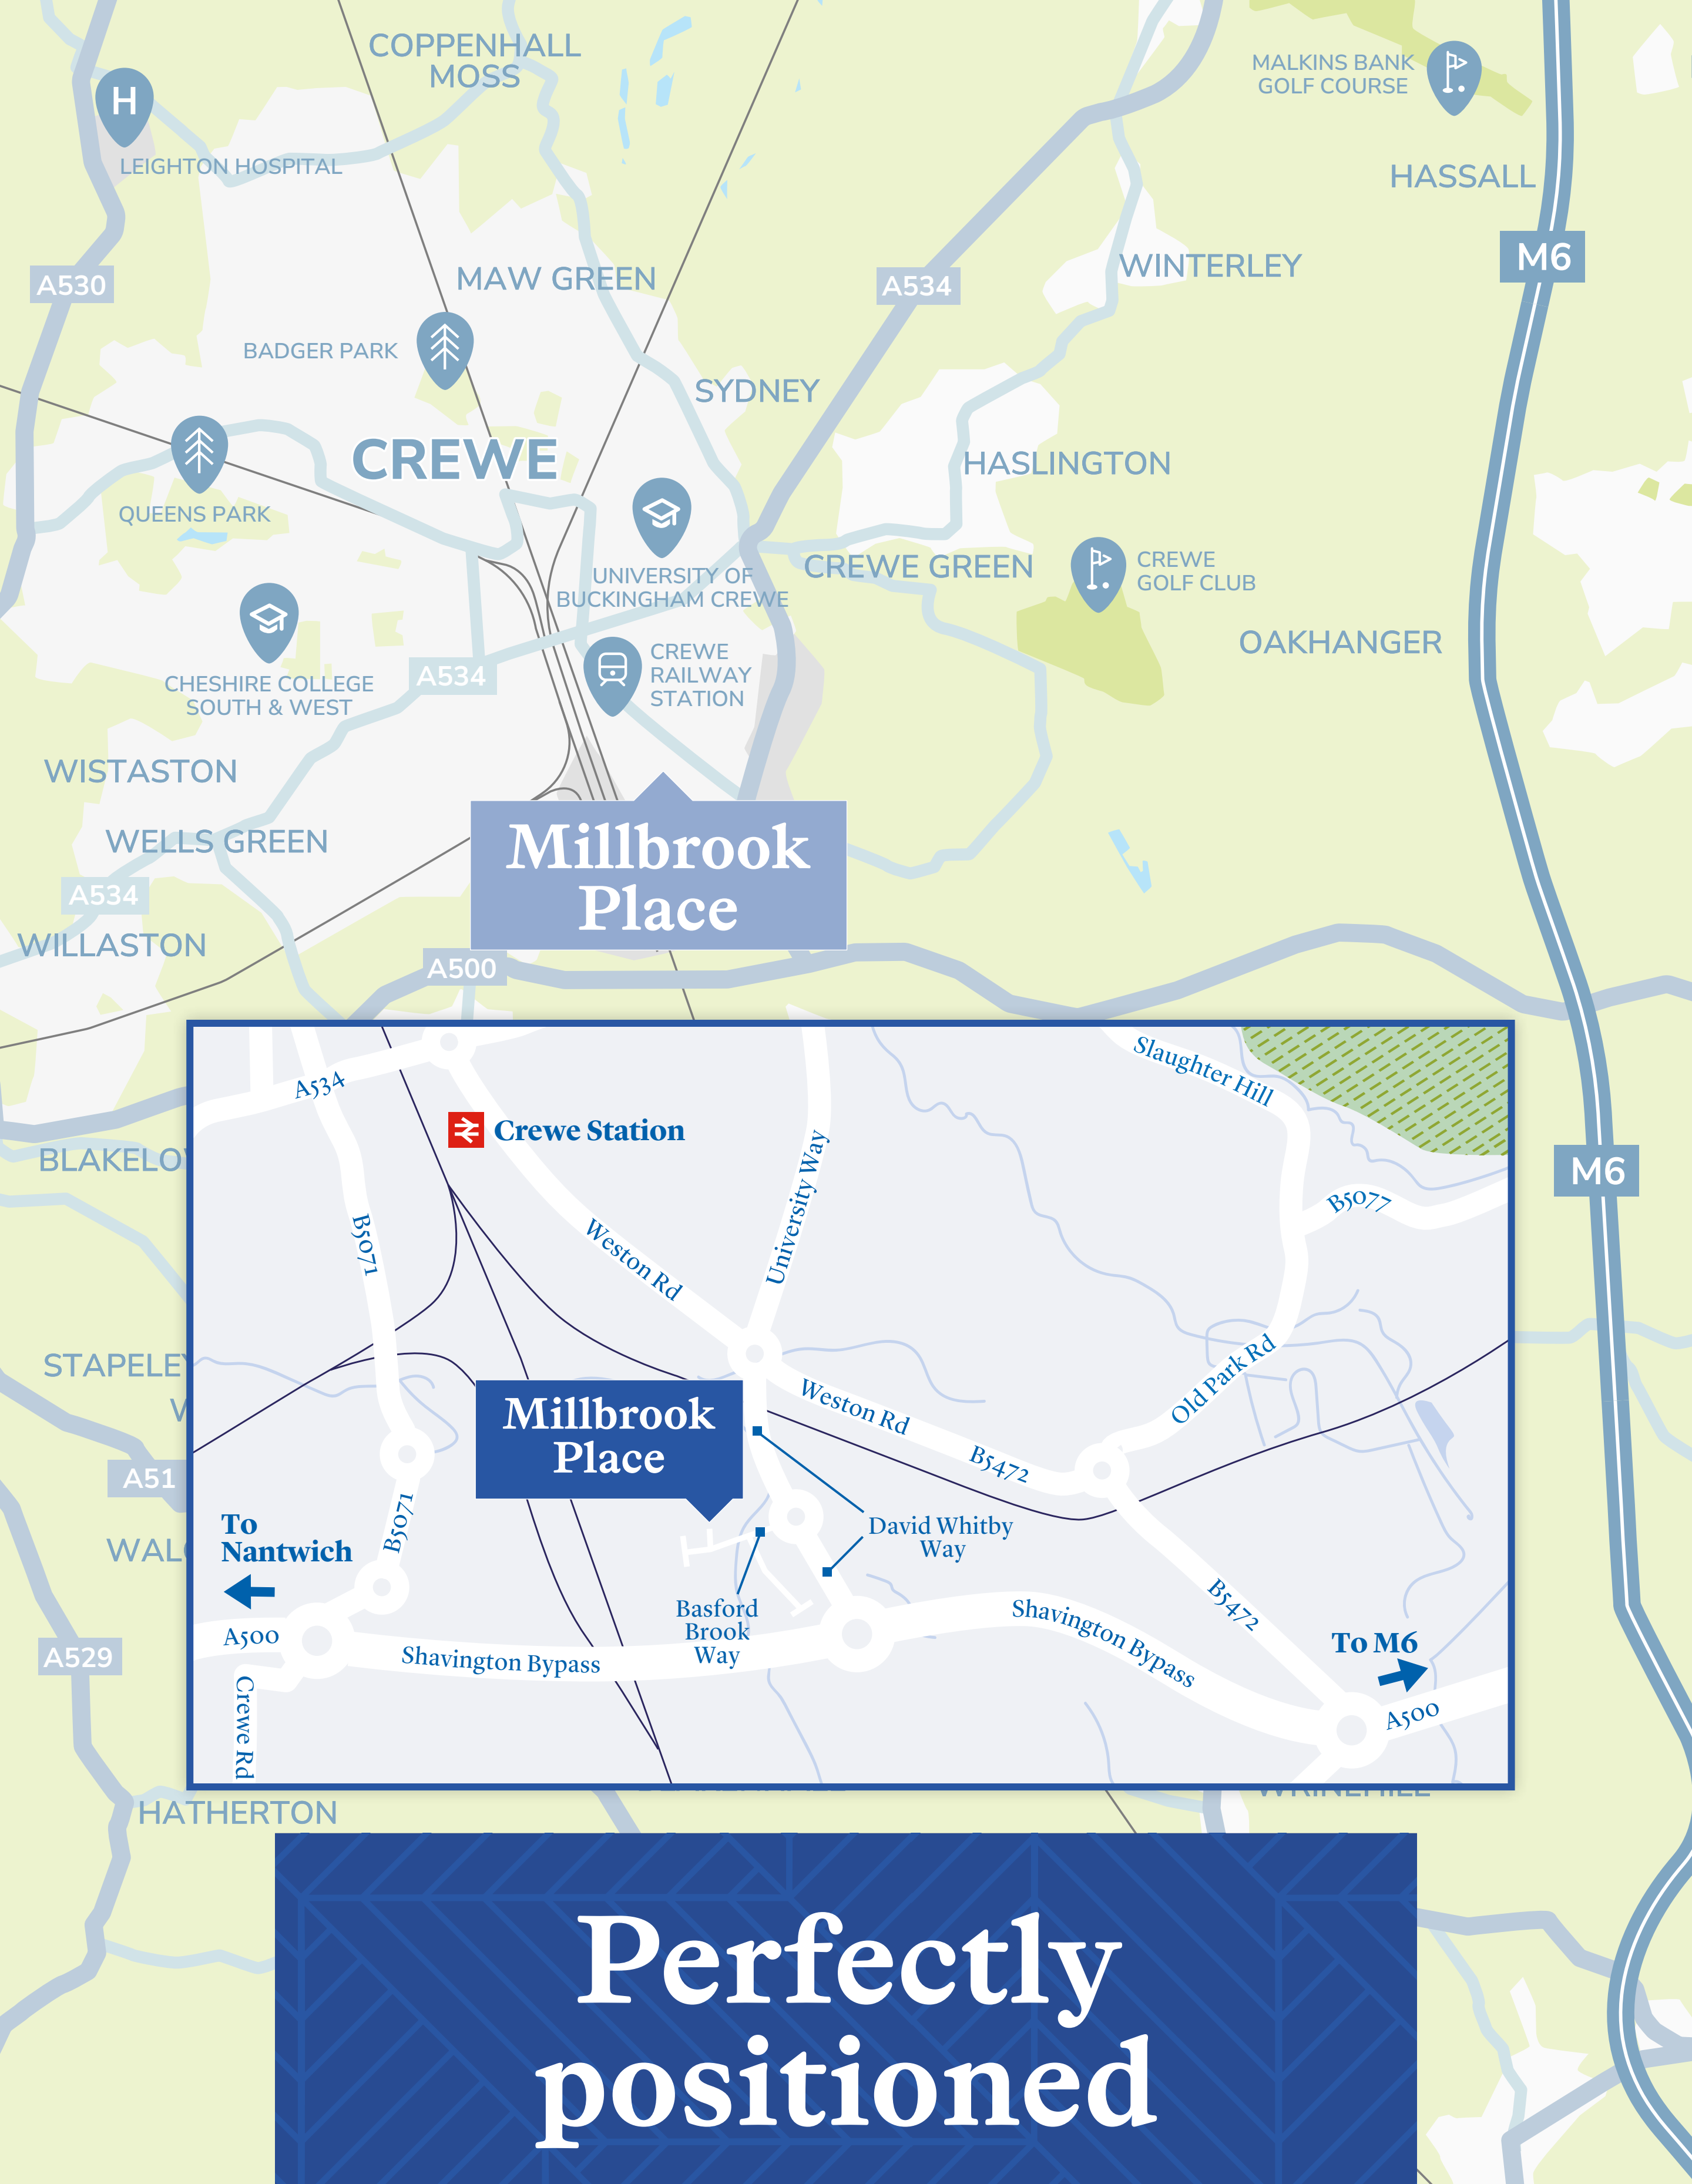 COPPENHALL
MOSS
MALKINS BANK
GOLF COURSE
H
LEIGHTON HOSPITAL
HASSALL
M6
WINTERLEY
MAW GREEN
A530
A534
BADGER PARK
SYDNEY
CREWE
HASLINGTON
QUEENS PARK
UNIVERSITY OF
BUCKINGHAM CREWE
CREWE GREEN
CREWE
GOLF CLUB
OAKHANGER
CREWE
RAILWAY
STATION
A534
CHESHIRE COLLEGE
SOUTH & WEST
WISTASTON
WELLS GREEN
Millbrook
Place
A534
WILLASTON
A500
Slaughter Hill
A534
Crewe Station
BLAKELO
M6
University Way
B5077
B5071
Weston Rd
STAPELEY
Old Park Rd
Millbrook
Place
Weston Rd
B5472
A51
B5071
To
Nantwich
David Whitby
Way
WAL
Basford
Brook
Way
B5472
A500
Shavington Bypass
Shavington Bypass
To M6
A529
A500
Crewe Rd
WRINEHILL
HATHERTON
Perfectly
positioned